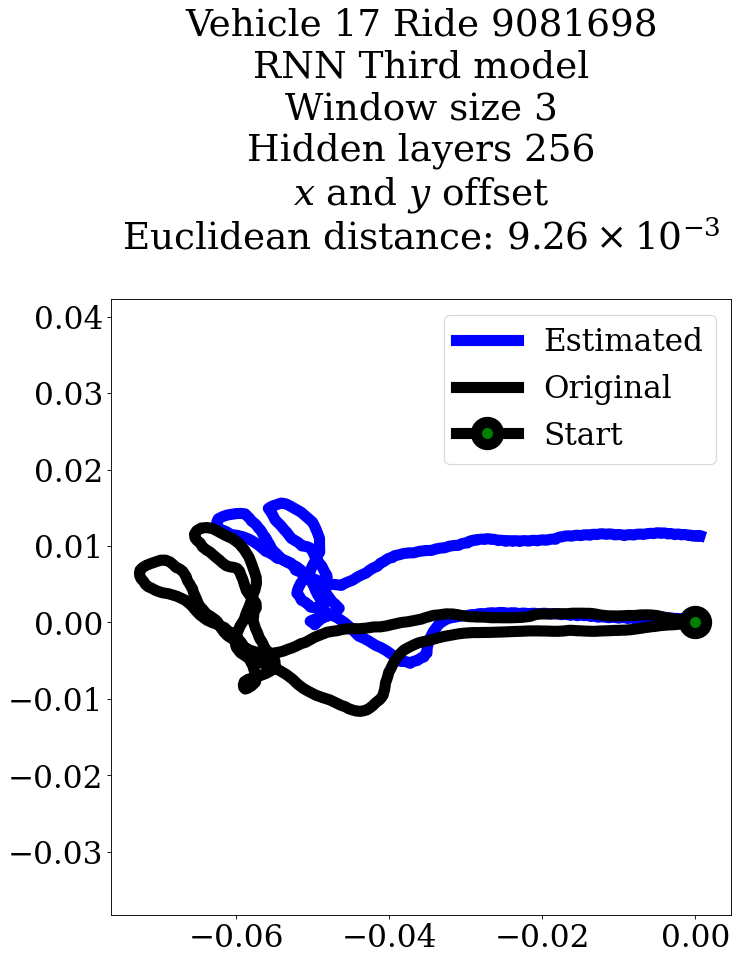 Vehicle 17 Ride 9081698
RNN Third model
Window size 3
Hidden layers 256
x and y offset
Euclidean distance: 9.26 × 10⁻³
Estimated
Original
Start
0.04
0.03
0.02
0.01
0.00
−0.01
−0.02
−0.03
−0.06 −0.04 −0.02 0.00